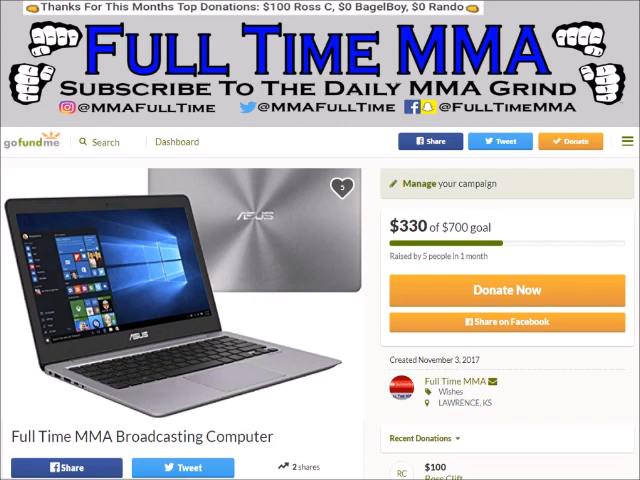 Thanks For This Months Top Donations: $100 Ross C, $0 BagelBoy, $0 Rando
FULL TIME MMA
SUBSCRIBE TO THE DAILY MMA GRIND
@MMAFULLTIME @MMAFULLTIME @FULLTIMEMMA
gofundme Search Dashboard Share Tweet Donate
5
ASUS
ASUS
Manage your campaign
$330 of $700 goal
Raised by 5 people in 1 month
Donate Now
Share on Facebook
Created November 3, 2017
Full Time MMA
Wishes
LAWRENCE, KS
Full Time MMA Broadcasting Computer
Share Tweet 2 shares
Recent Donations
RC $100
Ross Clift